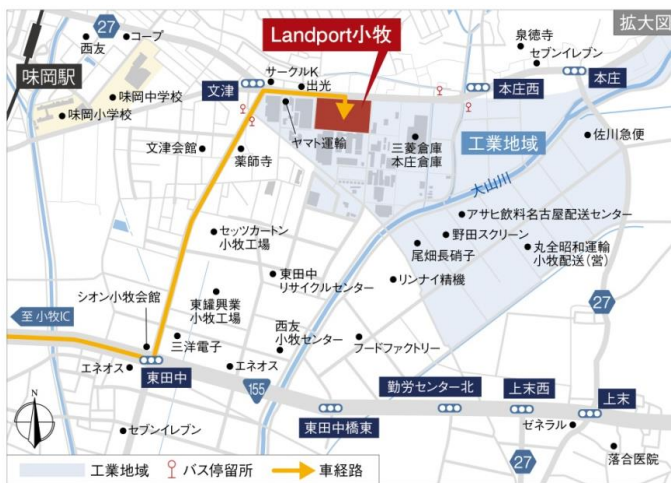 27
西友
コープ
味岡駅
味岡中学校
味岡小学校
文津
サークルK
出光
Landport小牧
ヤマト運輸
拡大図
泉徳寺
セブンイレブン
本庄西
本庄
佐川急便
工業地域
三菱倉庫
本庄倉庫
大山川
文津会館
薬師寺
アサヒ飲料名古屋配送センター
野田スクリーン
尾畑長硝子
丸全昭和運輸
小牧配送(営)
セッツカートン
小牧工場
東田中
リサイクルセンター
リンナイ精機
27
シオン小牧会館
東罐興業
小牧工場
至 小牧IC
三洋電子
西友
小牧センター
フードファクトリー
エネオス
東田中
エネオス
155
東田中橋東
勤労センター北
上末西
上末
ゼネラル
27
落合医院
セブンイレブン
N
工業地域
バス停留所
車経路